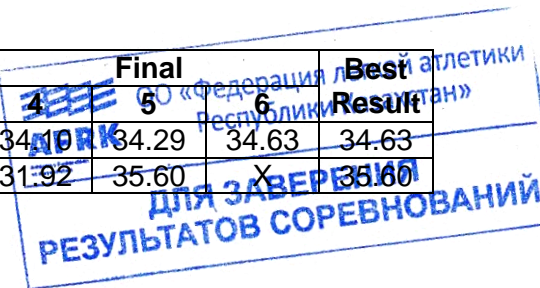 Final Best
4 5 6 Result
34.10 34.29 34.63 34.63
31.92 35.60 X 35.60
ОО «Федерация легкой атлетики
Республики Казахстан»
ДЛЯ ЗАВЕРЕНИЯ
РЕЗУЛЬТАТОВ СОРЕВНОВАНИЙ